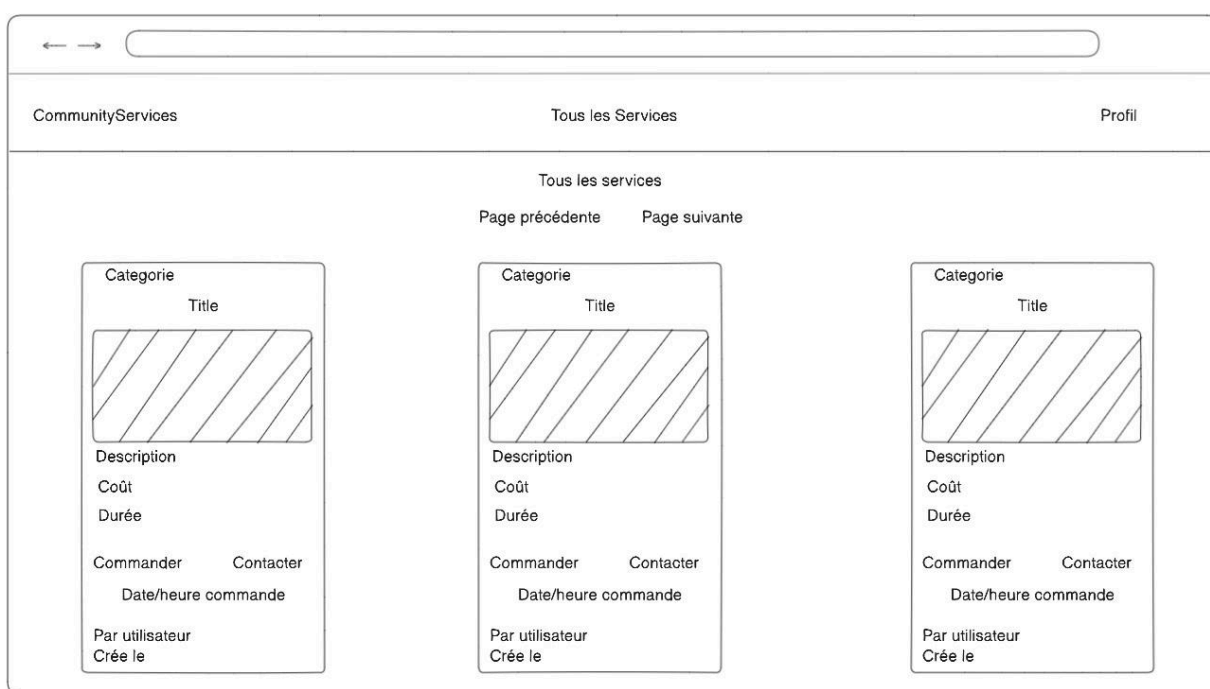 CommunityServices Tous les Services Profil
Tous les services
Page précédente Page suivante
Categorie
Title
Description
Coût
Durée
Commander Contacter
Date/heure commande
Par utilisateur
Crée le
Categorie
Title
Description
Coût
Durée
Commander Contacter
Date/heure commande
Par utilisateur
Crée le
Categorie
Title
Description
Coût
Durée
Commander Contacter
Date/heure commande
Par utilisateur
Crée le